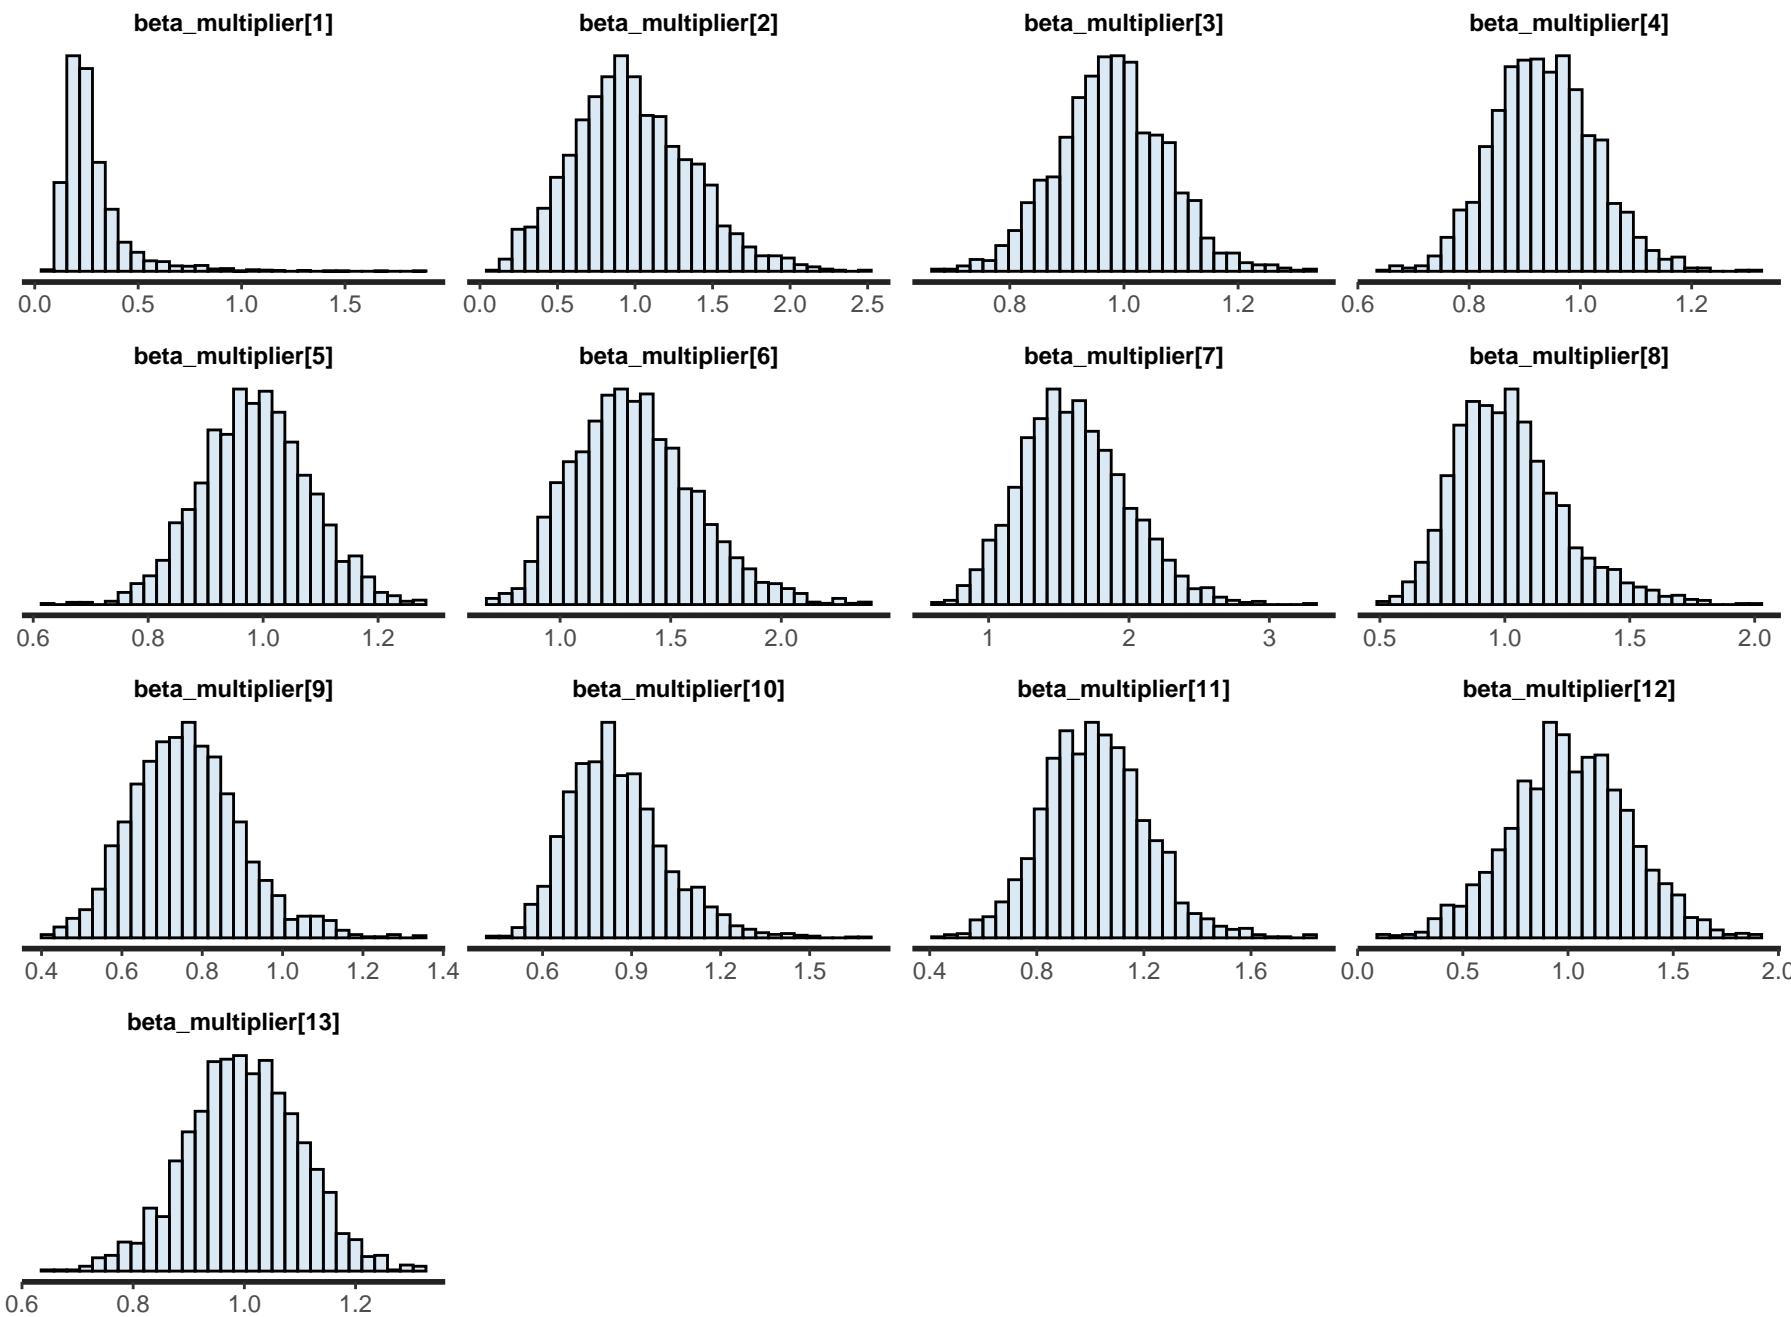 beta_multiplier[1] beta_multiplier[2] beta_multiplier[3] beta_multiplier[4]
0.0 0.5 1.0 1.5 0.0 0.5 1.0 1.5 2.0 2.5 0.8 1.0 1.2 0.6 0.8 1.0 1.2
beta_multiplier[5] beta_multiplier[6] beta_multiplier[7] beta_multiplier[8]
0.6 0.8 1.0 1.2 1.0 1.5 2.0 1 2 3 0.5 1.0 1.5 2.0
beta_multiplier[9] beta_multiplier[10] beta_multiplier[11] beta_multiplier[12]
0.4 0.6 0.8 1.0 1.2 1.4 0.6 0.9 1.2 1.5 0.4 0.8 1.2 1.6 0.0 0.5 1.0 1.5 2.0
beta_multiplier[13]
0.6 0.8 1.0 1.2